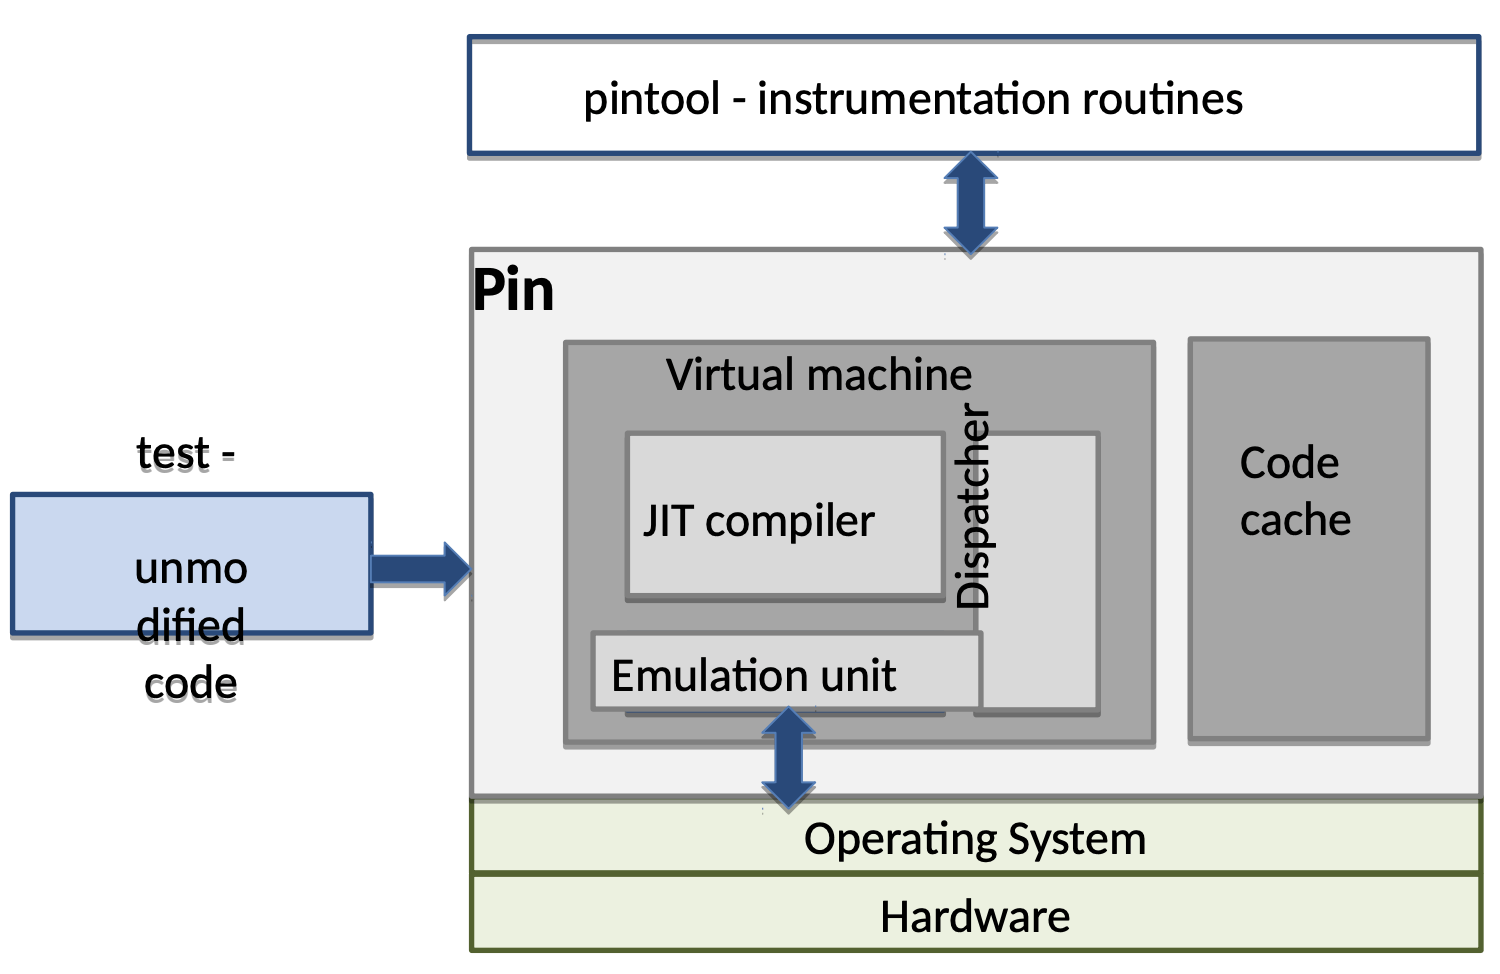 pintool - instrumentation routines
Pin
Virtual machine
Dispatcher
JIT compiler
Code
cache
test -
unmo
dified
code
Emulation unit
Operating System
Hardware